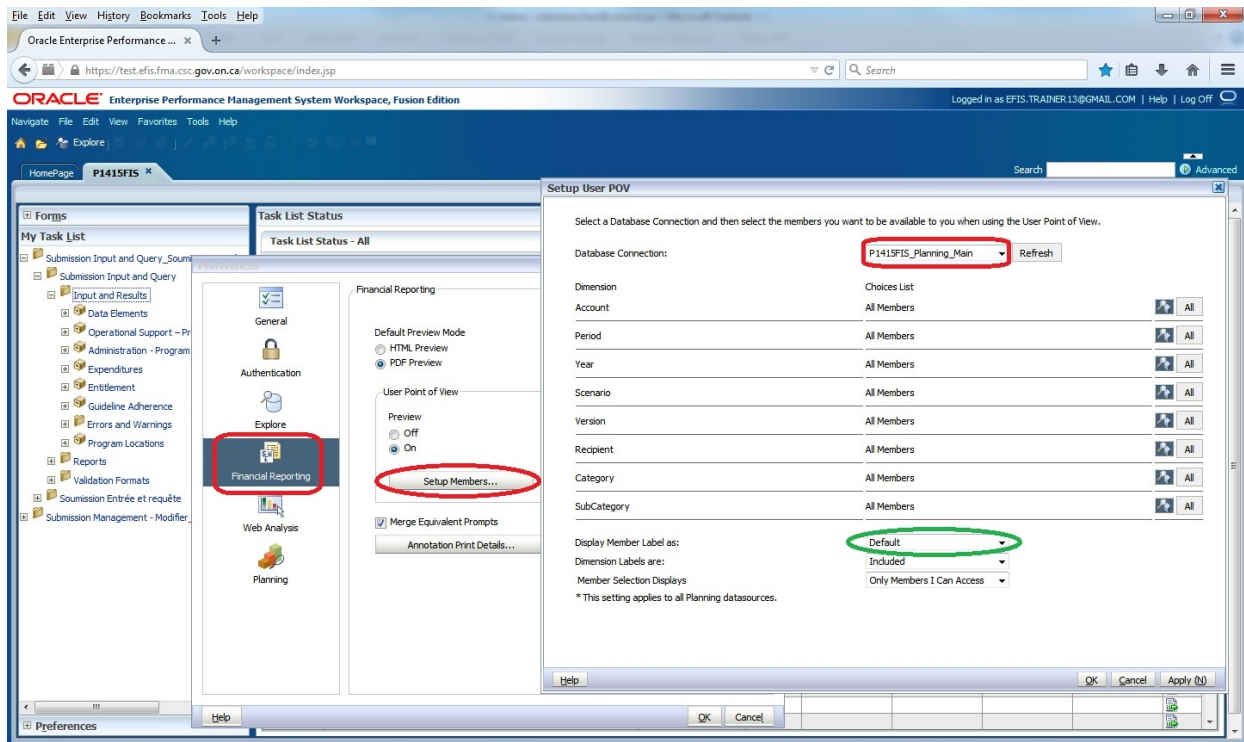 File Edit View History Bookmarks Tools Help
Oracle Enterprise Performance ... × +
https://test.efis.fma.csc.gov.on.ca/workspace/index.jsp
Search
ORACLE Enterprise Performance Management System Workspace, Fusion Edition
Logged in as EFIS.TRAINER13@GMAIL.COM | Help | Log Off
Navigate File Edit View Favorites Tools Help
Explore
HomePage P1415FIS ×
Search
Advanced
Forms
My Task List
Submission Input and Query_Soumi
Submission Input and Query
Input and Results
Data Elements
Operational Support – Pr
Administration - Program
Expenditures
Entitlement
Guideline Adherence
Errors and Warnings
Program Locations
Reports
Validation Formats
Soumission Entrée et requête
Submission Management - Modifier_
Preferences
Task List Status
Task List Status - All
Preferences
General
Authentication
Explore
Financial Reporting
Web Analysis
Planning
Financial Reporting
Default Preview Mode
HTML Preview
PDF Preview
User Point of View
Preview
Off
On
Setup Members...
Merge Equivalent Prompts
Annotation Print Details...
Help
OK Cancel
Setup User POV
Select a Database Connection and then select the members you want to be available to you when using the User Point of View.
Database Connection: P1415FIS_Planning_Main Refresh
Dimension Choices List
Account All Members All
Period All Members All
Year All Members All
Scenario All Members All
Version All Members All
Recipient All Members All
Category All Members All
SubCategory All Members All
Display Member Label as: Default
Dimension Labels are: Included
Member Selection Displays Only Members I Can Access
* This setting applies to all Planning datasources.
Help
OK Cancel Apply (N)